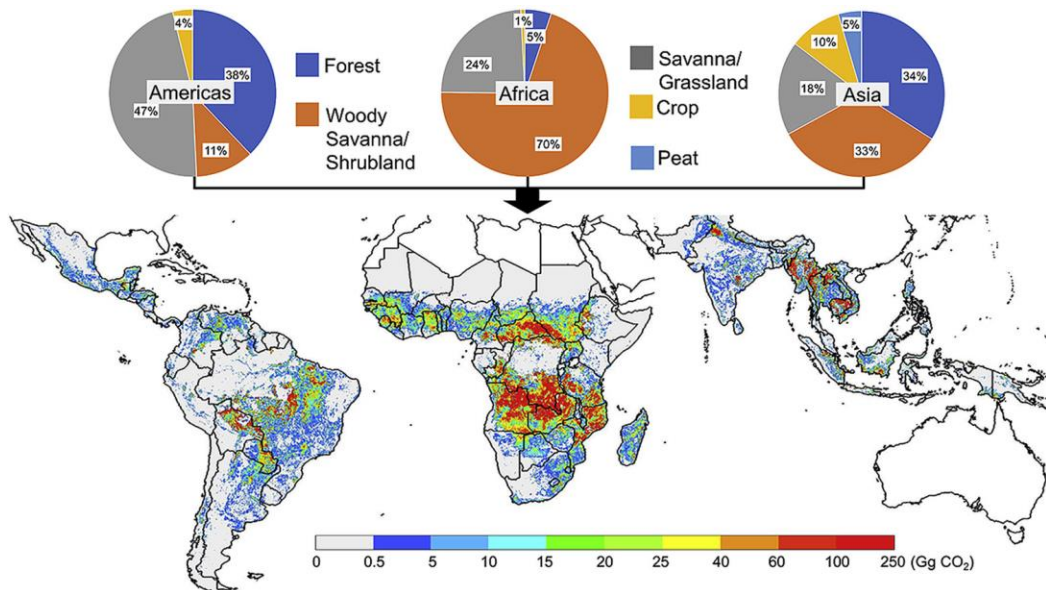 4%
38%
Americas
47%
11%
Forest
Woody
Savanna/
Shrubland
1%
5%
24%
Africa
70%
Savanna/
Grassland
Crop
Peat
5%
10%
34%
18%
Asia
33%
0 0.5 5 10 15 20 25 40 60 100 250 (Gg CO₂)